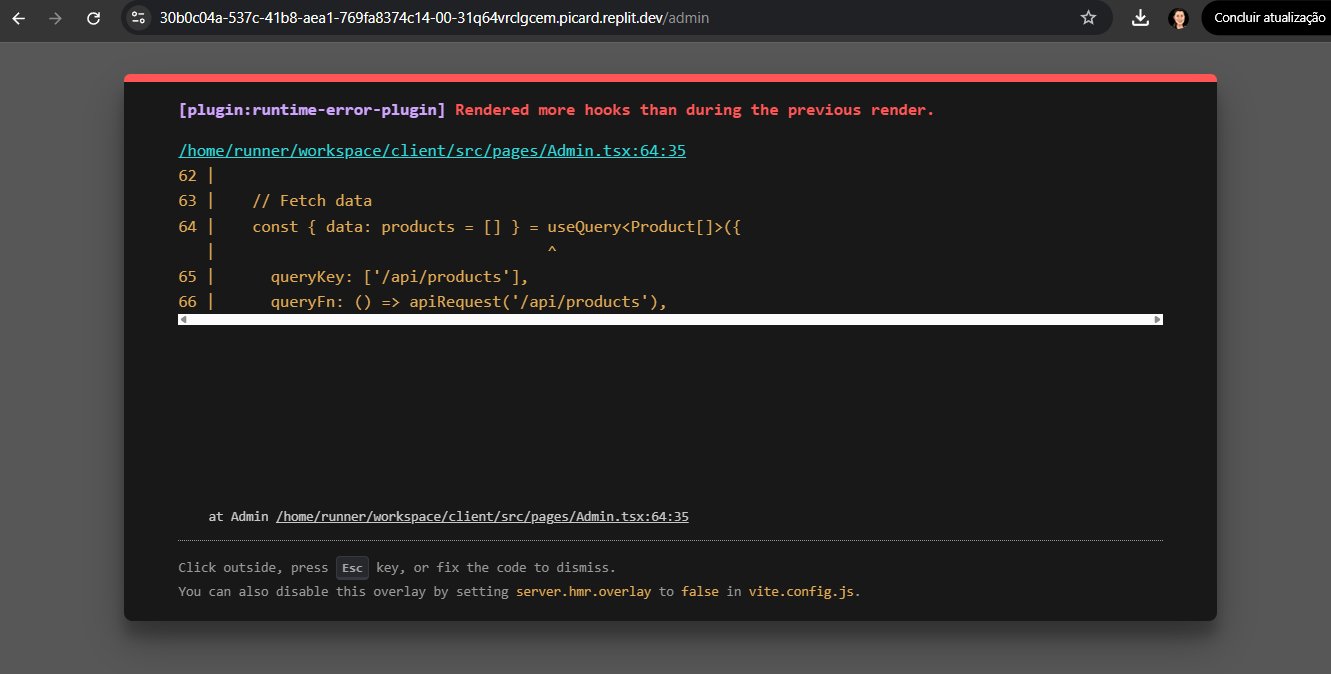 30b0c04a-537c-41b8-aea1-769fa8374c14-00-31q64vrclgcem.picard.replit.dev/admin
Concluir atualização
[plugin:runtime-error-plugin] Rendered more hooks than during the previous render.
/home/runner/workspace/client/src/pages/Admin.tsx:64:35
62 |
63 |    // Fetch data
64 |    const { data: products = [] } = useQuery<Product[]>({
   |                                    ^
65 |      queryKey: ['/api/products'],
66 |      queryFn: () => apiRequest('/api/products'),
at Admin /home/runner/workspace/client/src/pages/Admin.tsx:64:35
Click outside, press Esc key, or fix the code to dismiss.
You can also disable this overlay by setting server.hmr.overlay to false in vite.config.js.